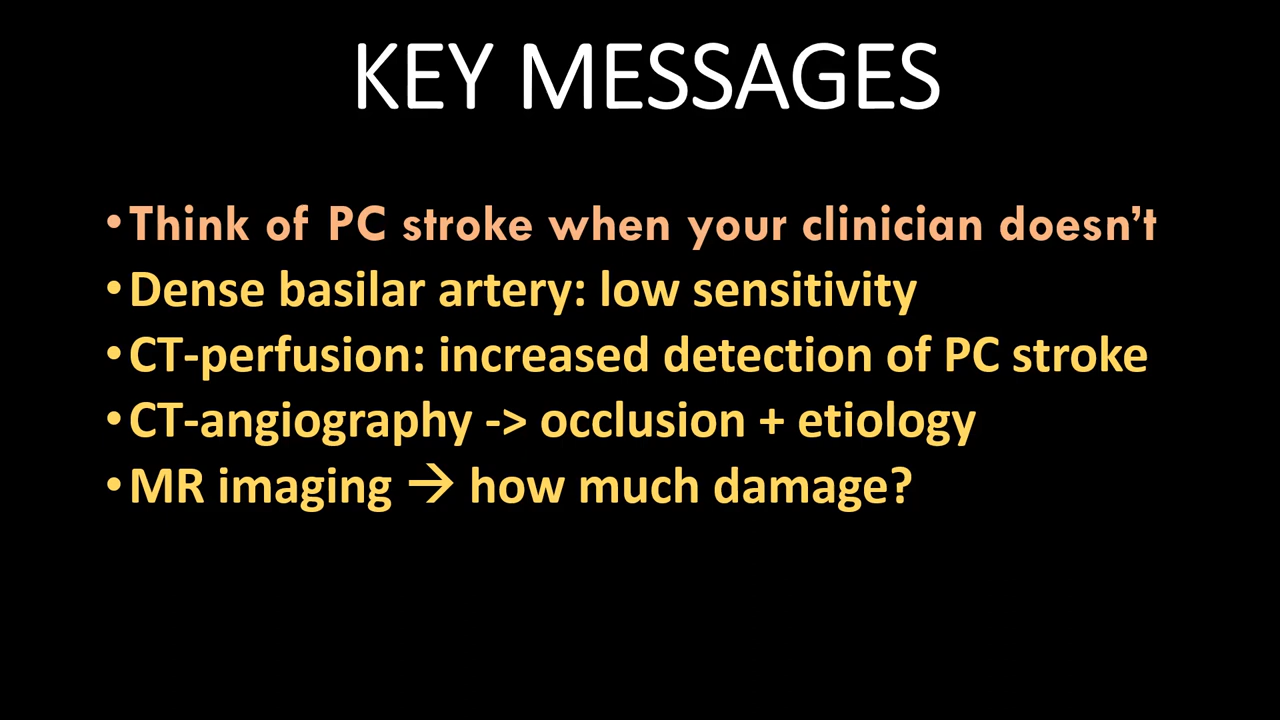 KEY MESSAGES
•Think of PC stroke when your clinician doesn’t
•Dense basilar artery: low sensitivity
•CT-perfusion: increased detection of PC stroke
•CT-angiography -> occlusion + etiology
•MR imaging → how much damage?